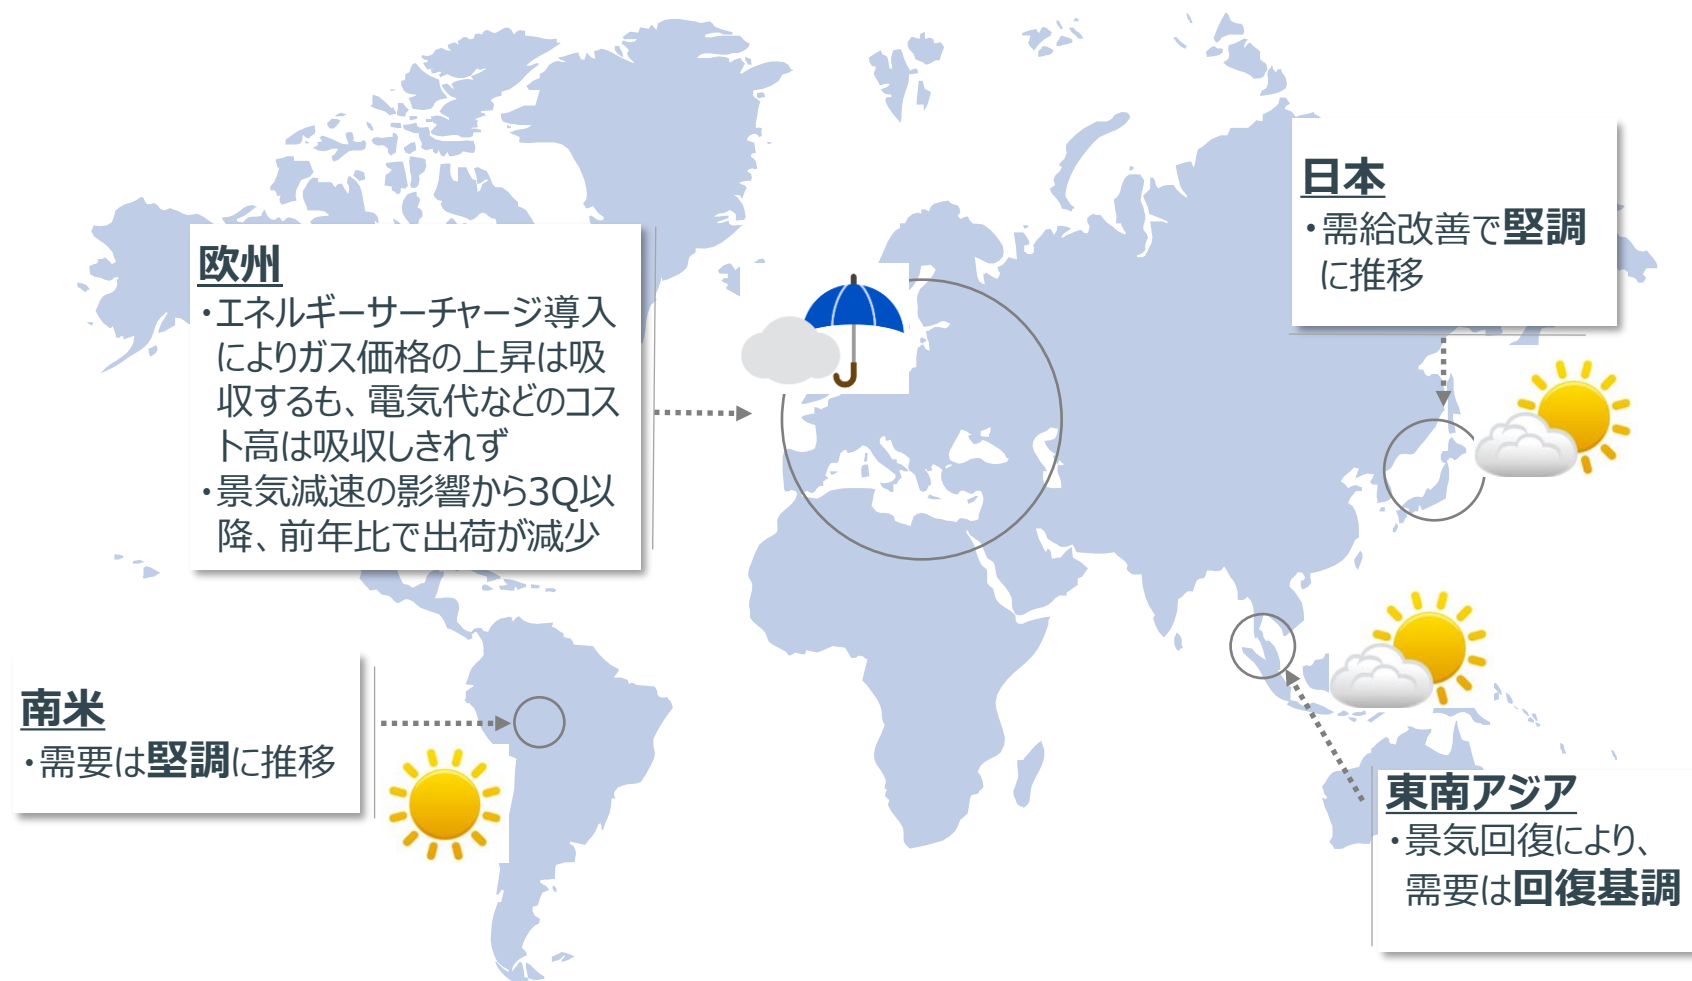 欧州
・エネルギーサーチャージ導入
によりガス価格の上昇は吸
収するも、電気代などのコス
ト高は吸収しきれず
・景気減速の影響から3Q以
降、前年比で出荷が減少
日本
・需給改善で堅調
に推移
南米
・需要は堅調に推移
東南アジア
・景気回復により、
需要は回復基調